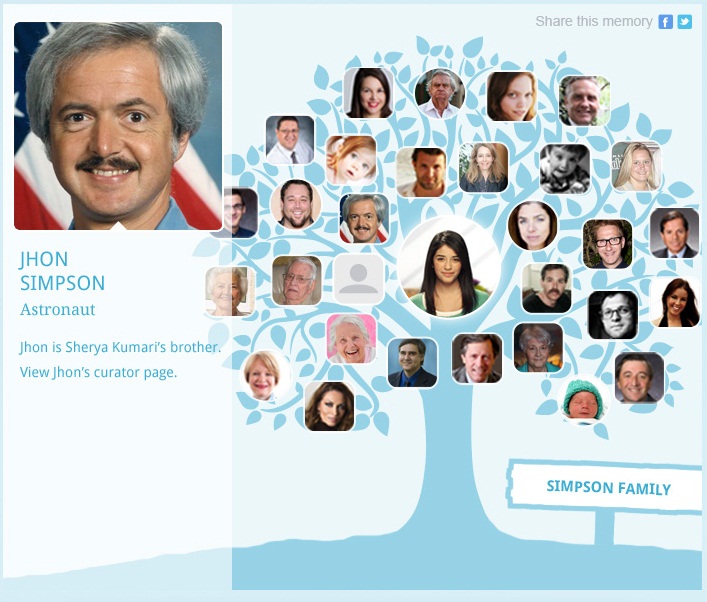 Share this memory
JHON
SIMPSON
Astronaut
Jhon is Sherya Kumari's brother.
View Jhon's curator page.
SIMPSON FAMILY